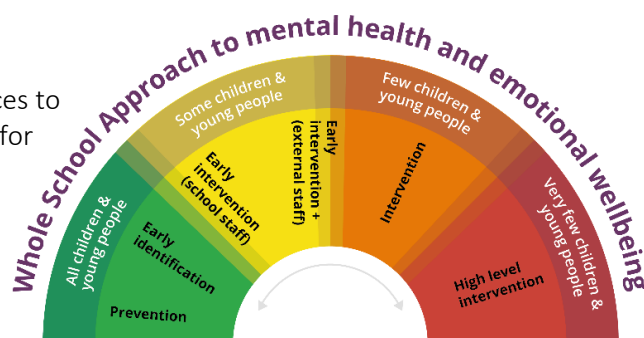 Whole School Approach to mental health and emotional wellbeing
ces to
for
All children &
young people
Some children &
young people
Few children &
young people
Very few children &
young people
Prevention
Early
identification
Early
intervention
(school staff)
Early
intervention +
(external staff)
Intervention
High level
intervention